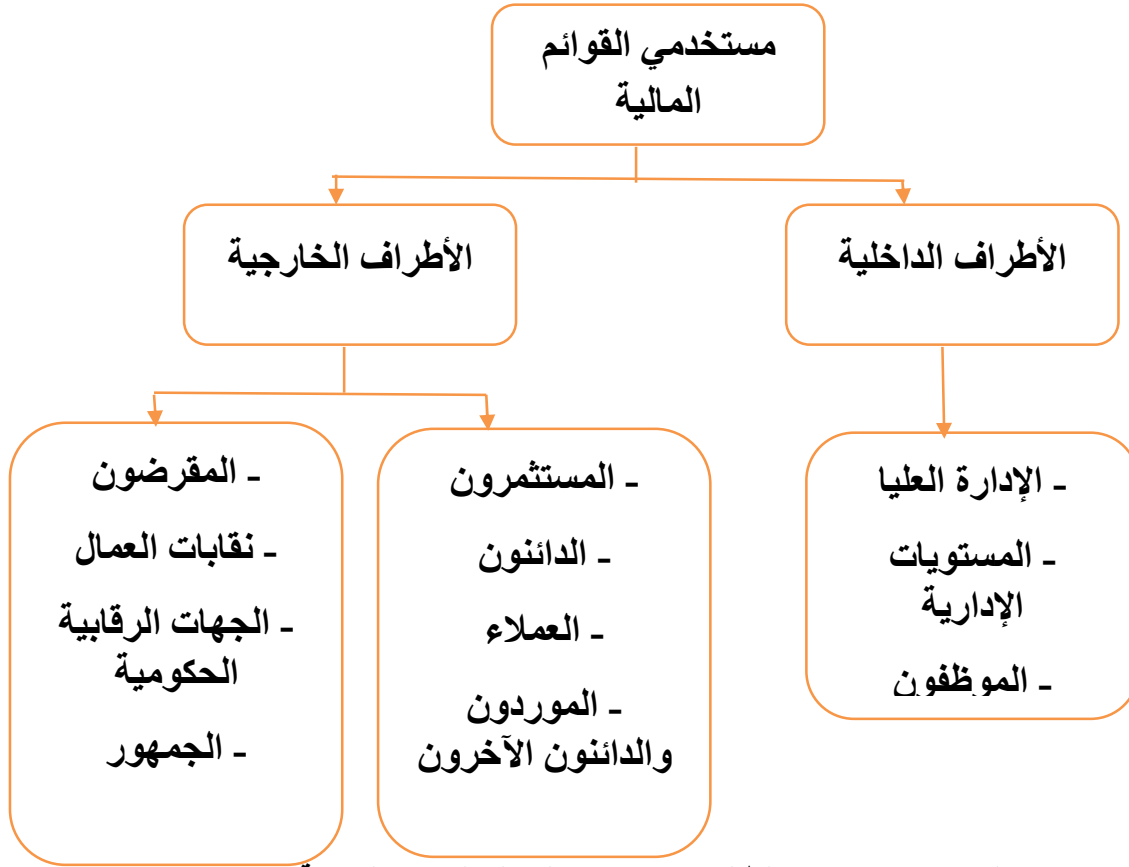 مستخدمي القوائم
المالية
الأطراف الداخلية
الأطراف الخارجية
- الإدارة العليا
- المستويات
الإدارية
- الموظفون
- المستثمرون
- الدائنون
- العملاء
- الموردون
والدائنون الآخرون
- المقرضون
- نقابات العمال
- الجهات الرقابية
الحكومية
- الجمهور